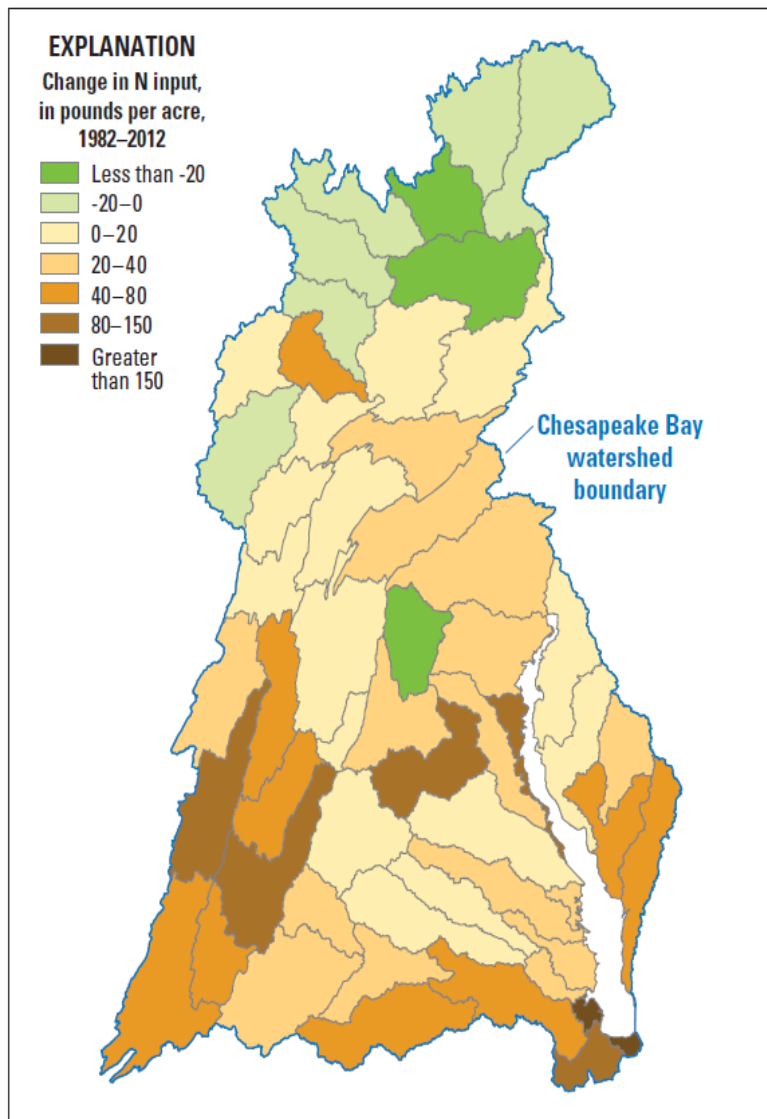 EXPLANATION
Change in N input,
in pounds per acre,
1982–2012
Less than -20
-20–0
0–20
20–40
40–80
80–150
Greater
than 150
Chesapeake Bay
watershed
boundary